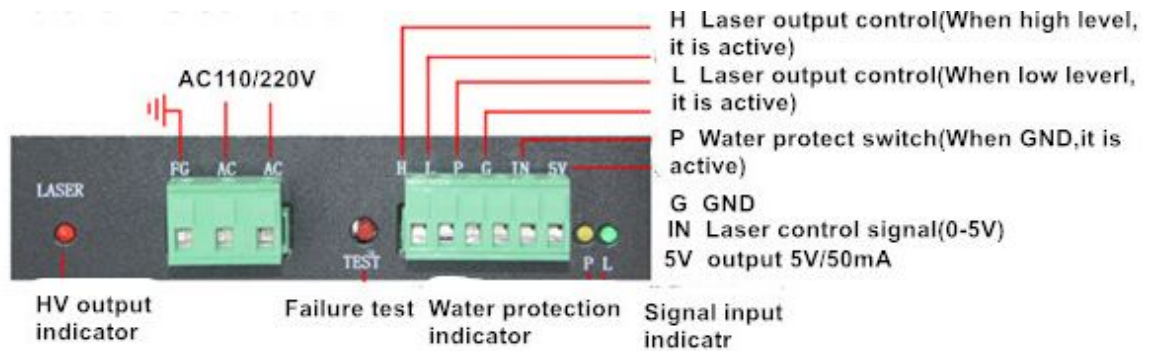 H Laser output control(When high level,
it is active)
L Laser output control(When low leverl,
it is active)
P Water protect switch(When GND,it is
active)
G GND
IN Laser control signal(0-5V)
5V output 5V/50mA
AC110/220V
FG AC AC
H L P G IN 5V
LASER
TEST
P L
HV output
indicator
Failure test
Water protection
indicator
Signal input
indicatr